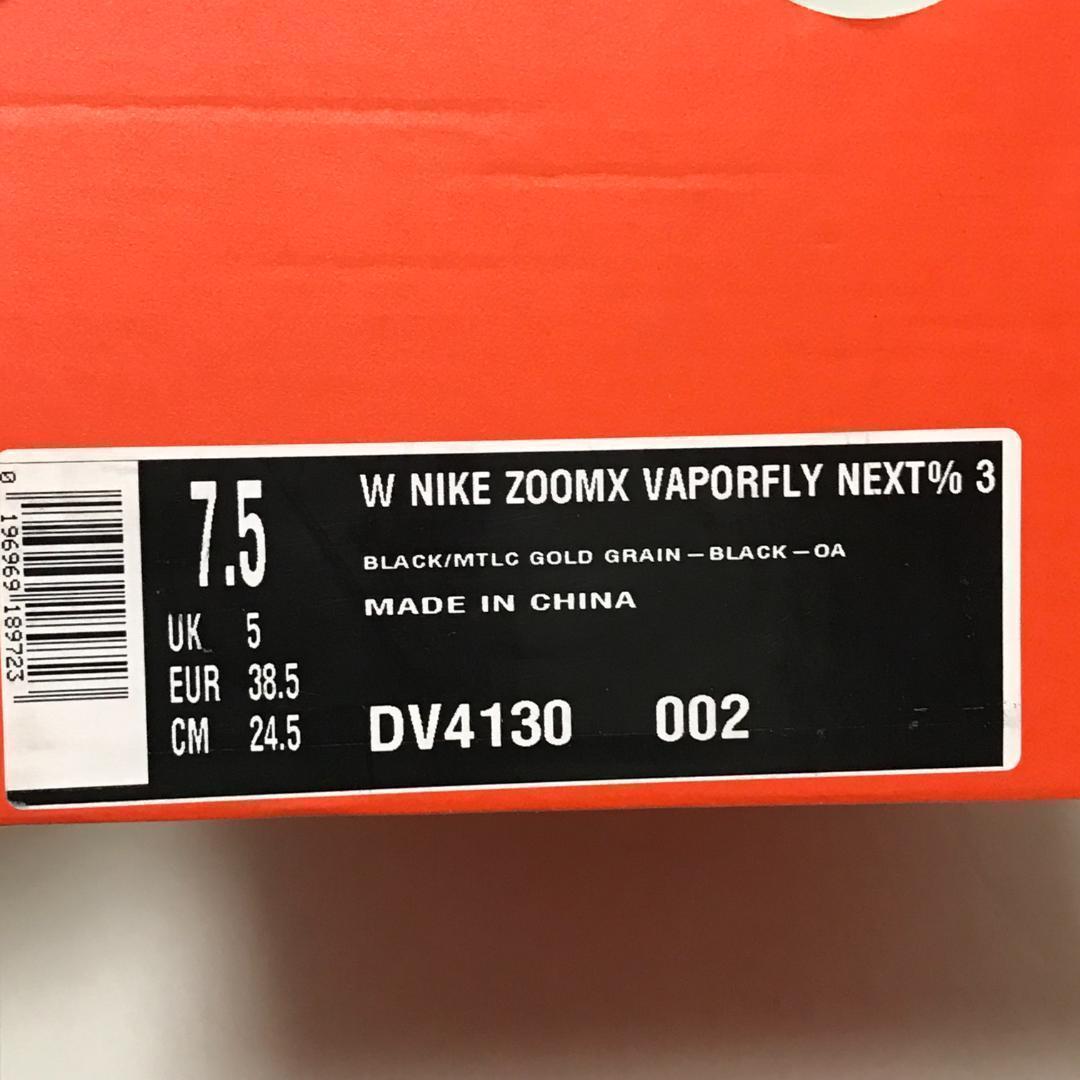 0 196969 189723
7.5
UK 5
EUR 38.5
CM 24.5
W NIKE ZOOMX VAPORFLY NEXT% 3
BLACK/MTLC GOLD GRAIN-BLACK-OA
MADE IN CHINA
DV4130 002